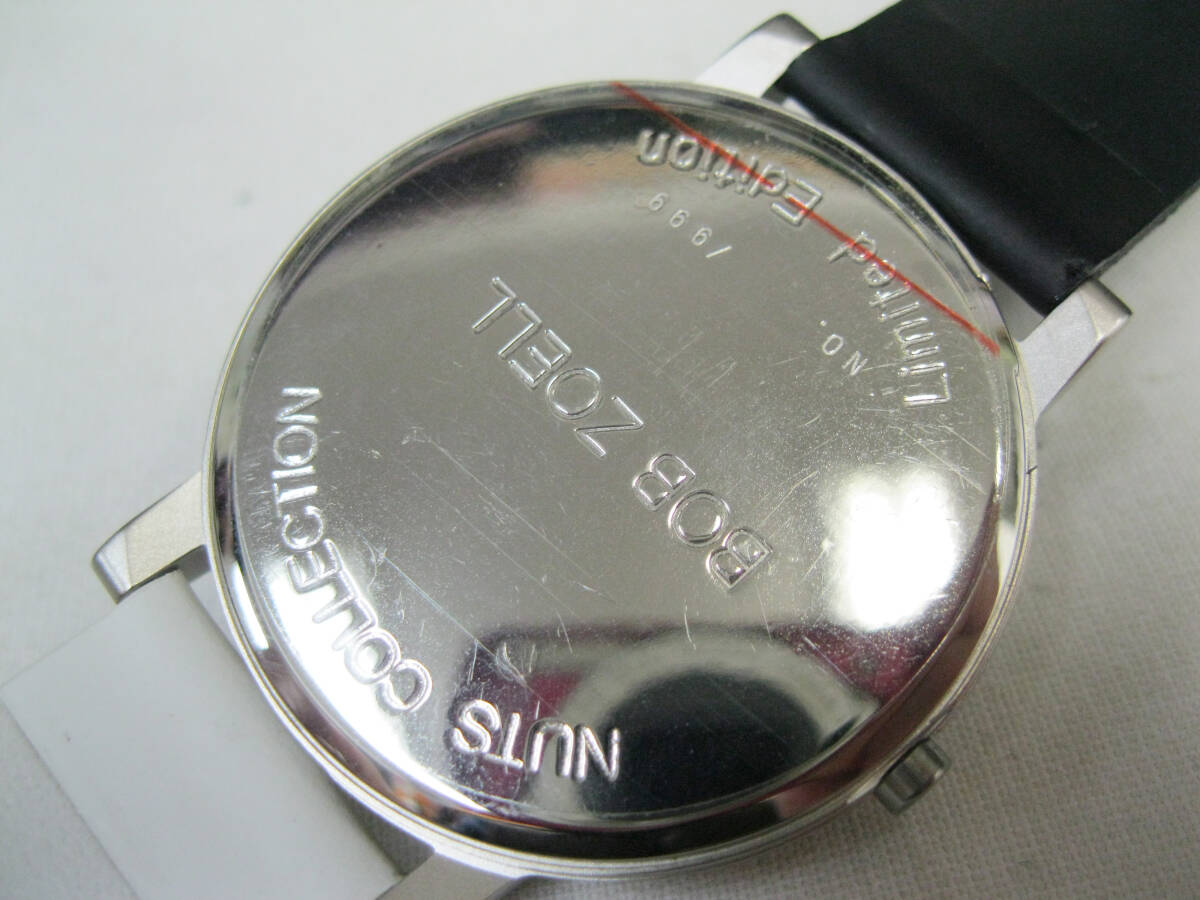 Limited Edition
NO. /999
BOB ZOELL
NUTS COLLECTION